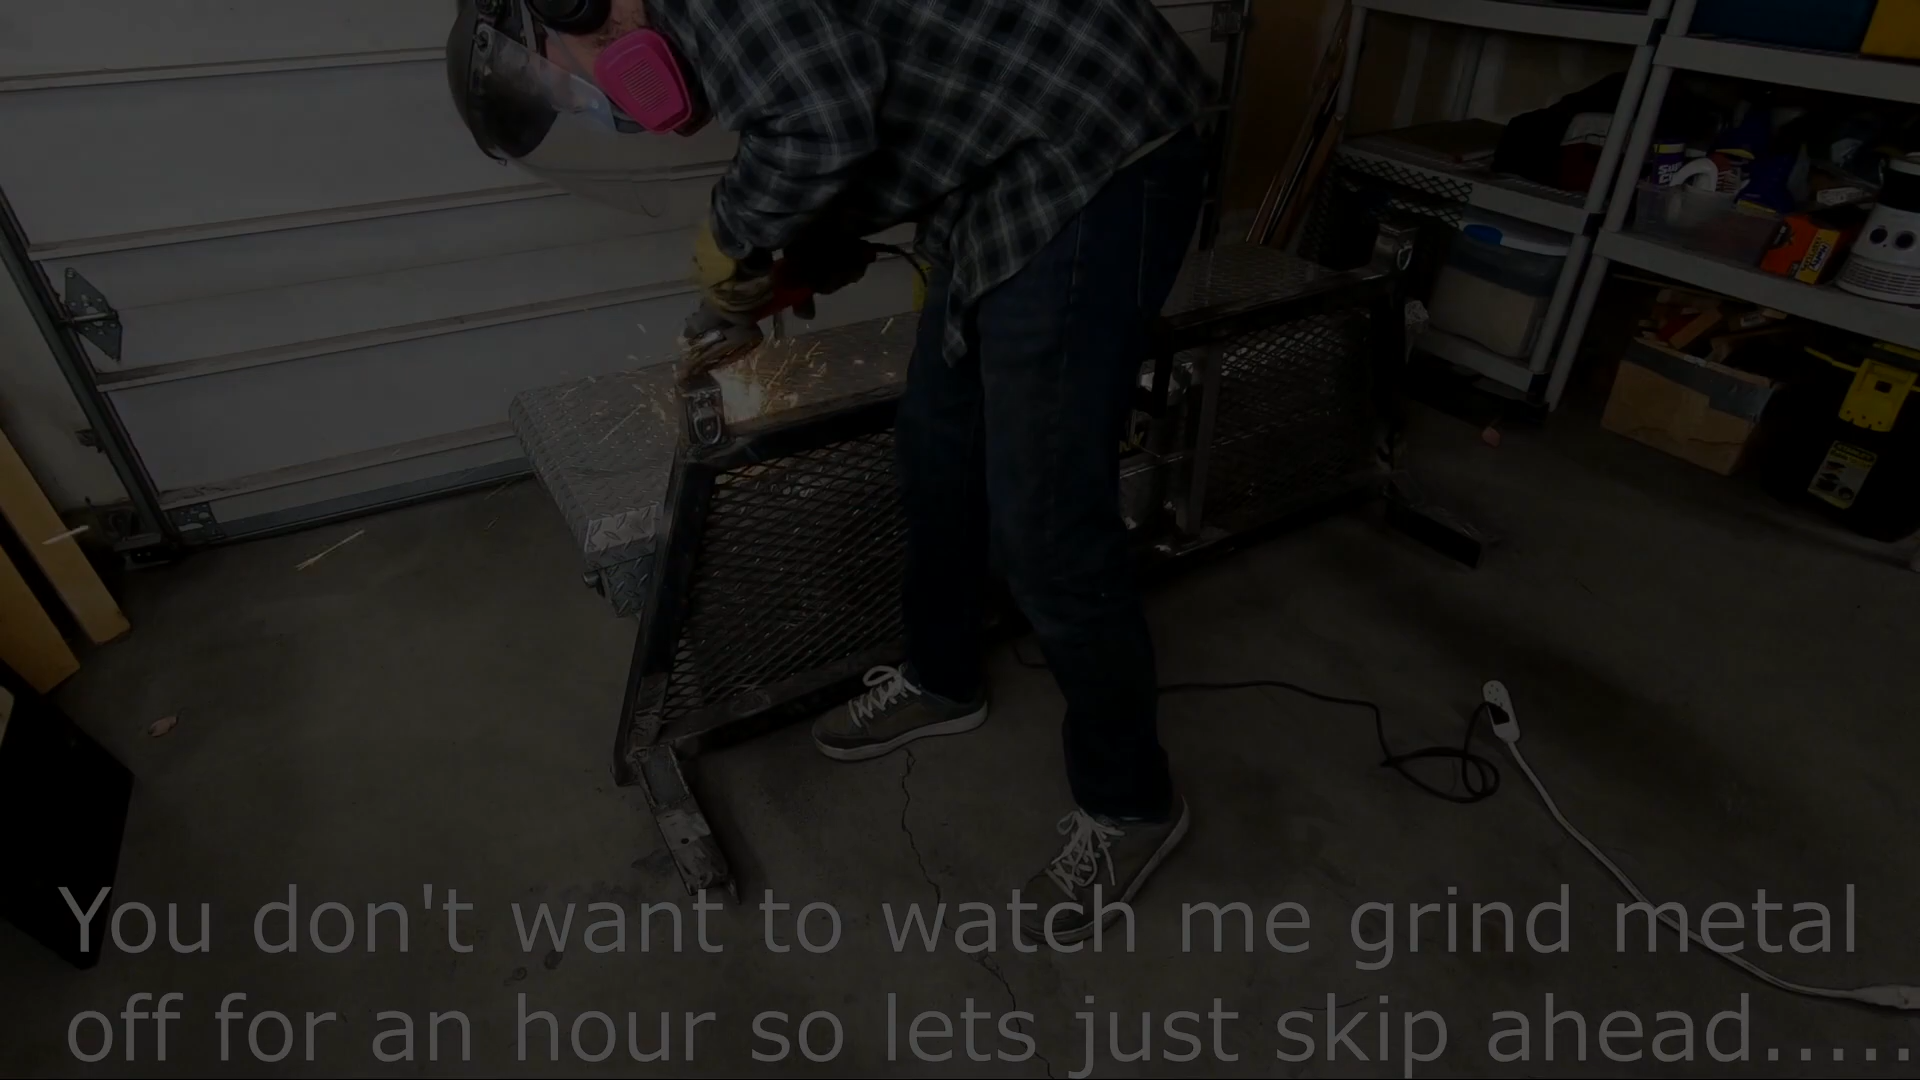 You don't want to watch me grind metal
off for an hour so lets just skip ahead.....